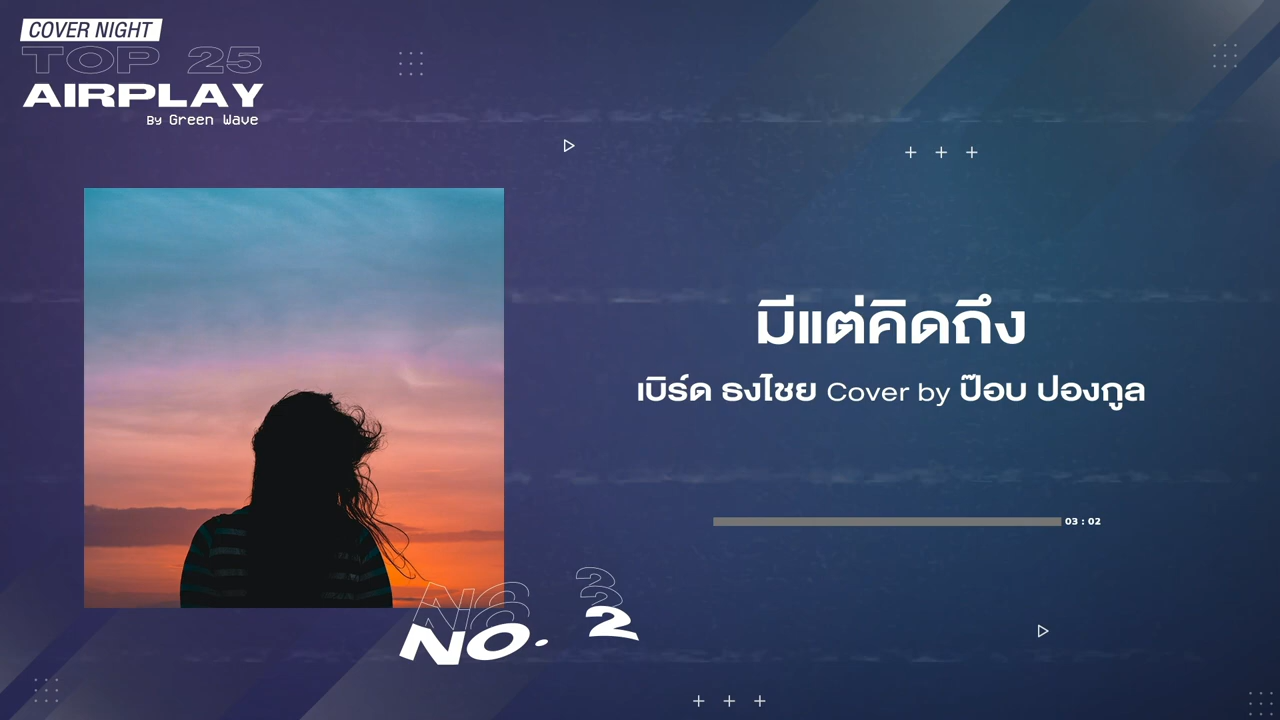 COVER NIGHT
TOP 25
AIRPLAY
By Green Wave
มีแต่คิดถึง
เบิร์ด ธงไชย Cover by ป๊อบ ปองกูล
03 : 02
NO. 2